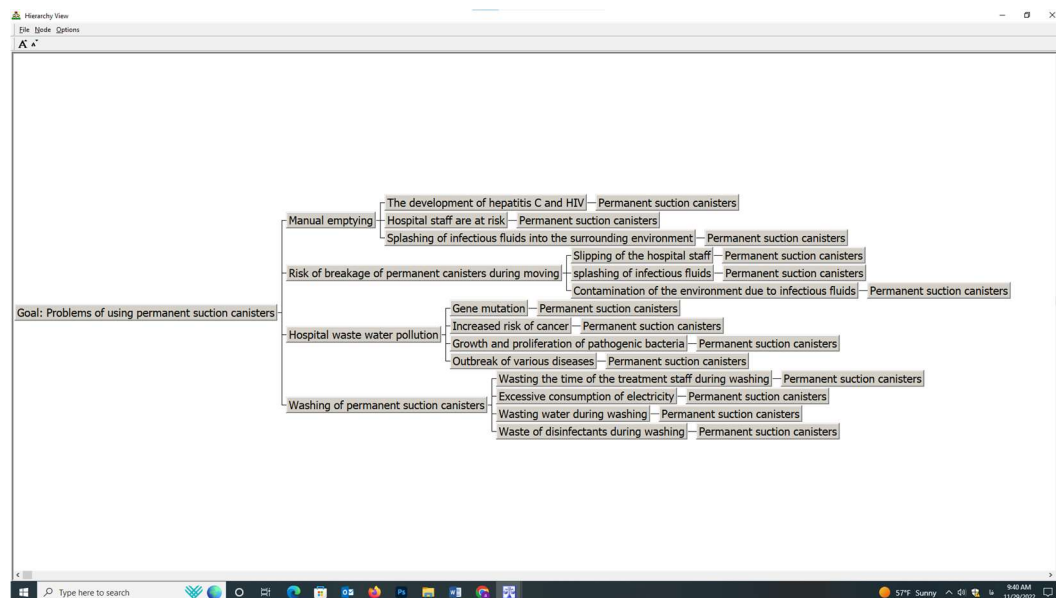 Hierarchy View
File Node Options
A A
The development of hepatitis C and HIV Permanent suction canisters
Manual emptying Hospital staff are at risk Permanent suction canisters
Splashing of infectious fluids into the surrounding environment Permanent suction canisters
Slipping of the hospital staff Permanent suction canisters
Risk of breakage of permanent canisters during moving splashing of infectious fluids Permanent suction canisters
Contamination of the environment due to infectious fluids Permanent suction canisters
Goal: Problems of using permanent suction canisters
Gene mutation Permanent suction canisters
Increased risk of cancer Permanent suction canisters
Hospital waste water pollution
Growth and proliferation of pathogenic bacteria Permanent suction canisters
Outbreak of various diseases Permanent suction canisters
Wasting the time of the treatment staff during washing Permanent suction canisters
Excessive consumption of electricity Permanent suction canisters
Washing of permanent suction canisters
Wasting water during washing Permanent suction canisters
Waste of disinfectants during washing Permanent suction canisters
Type here to search
57°F Sunny
9:40 AM
11/29/2022